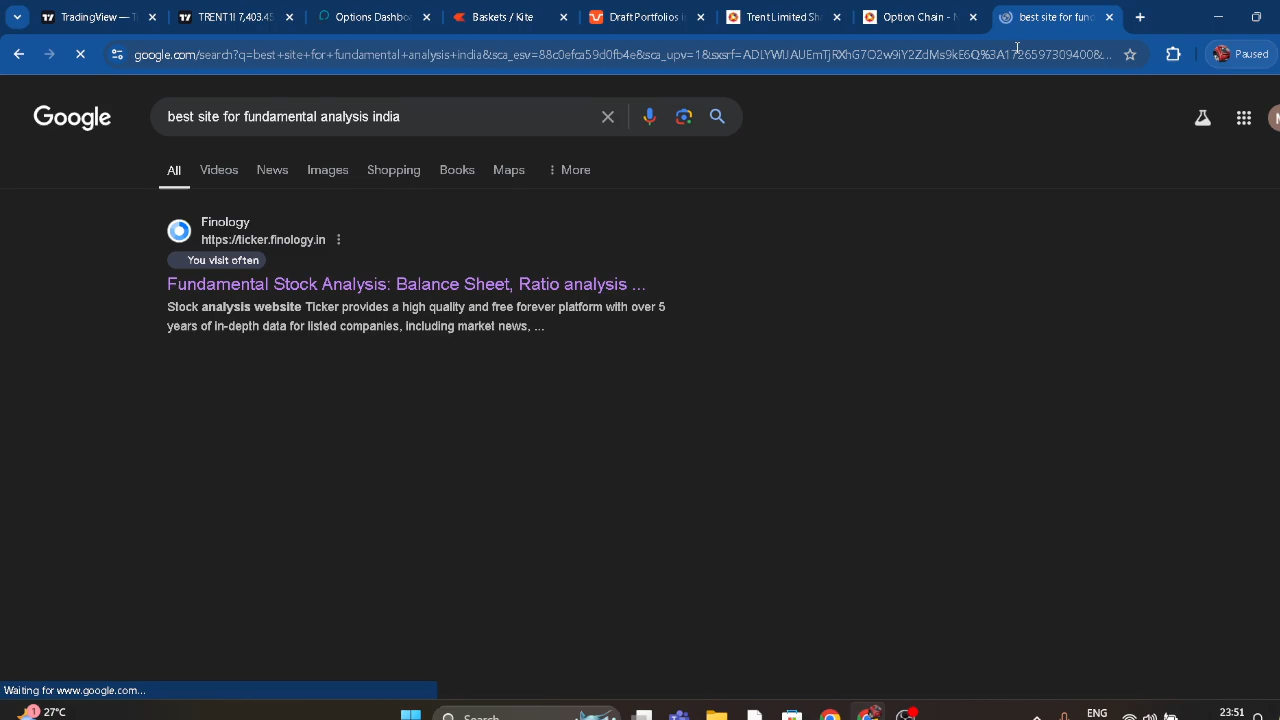 TradingView — T
TRENT1! 7,403.45
Options Dashbo
Baskets / Kite
Draft Portfolios
Trent Limited Sh
Option Chain - N
best site for fund
google.com/search?q=best+site+for+fundamental+analysis+india&sca_esv=88c0efca59d0fb4e&sca_upv=1&sxsrf=
Paused
Google
best site for fundamental analysis india
All
Videos
News
Images
Shopping
Books
Maps
More
Finology
https://ticker.finology.in
You visit often
Fundamental Stock Analysis: Balance Sheet, Ratio analysis ...
Stock analysis website Ticker provides a high quality and free forever platform with over 5
years of in-depth data for listed companies, including market news, ...
Waiting for www.google.com...
1
27°C
Search
ENG
23:51